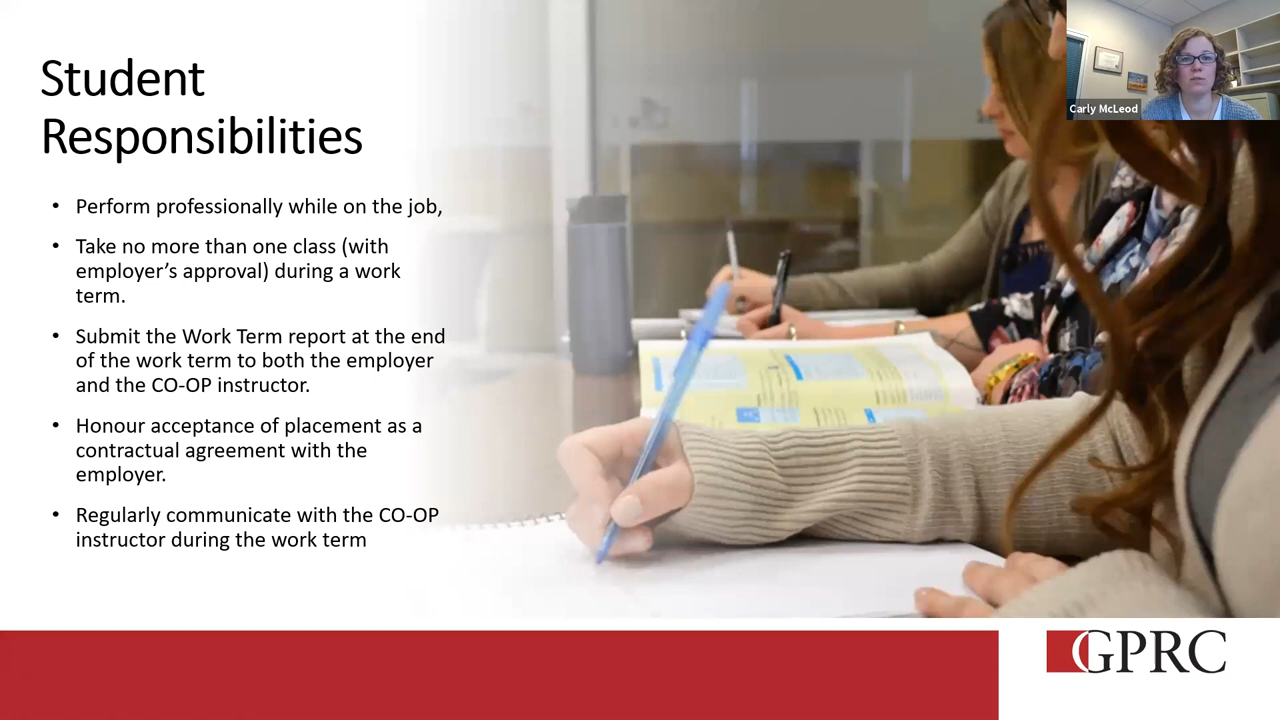 Student
Responsibilities
• Perform professionally while on the job,
• Take no more than one class (with
employer’s approval) during a work
term.
• Submit the Work Term report at the end
of the work term to both the employer
and the CO-OP instructor.
• Honour acceptance of placement as a
contractual agreement with the
employer.
• Regularly communicate with the CO-OP
instructor during the work term
Carly McLeod
GPRC